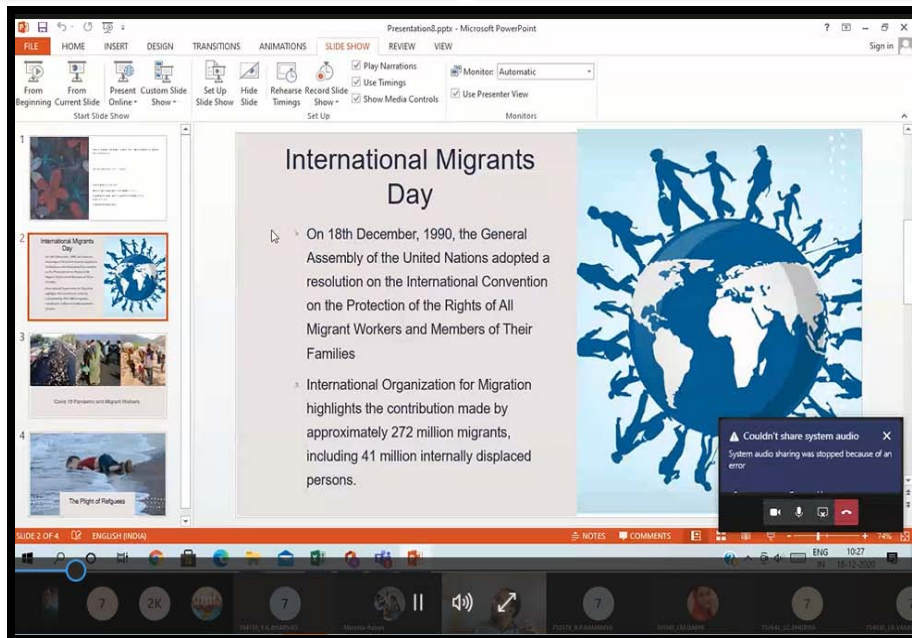 Presentation8.pptx - Microsoft PowerPoint
Sign in
FILE HOME INSERT DESIGN TRANSITIONS ANIMATIONS SLIDE SHOW REVIEW VIEW
From Beginning
From Current Slide
Present Online
Custom Slide Show
Set Up Slide Show
Hide Slide
Rehearse Timings
Record Slide Show
Play Narrations
Use Timings
Show Media Controls
Monitor: Automatic
Use Presenter View
Start Slide Show
Set Up
Monitors
1
2
International Migrants
Day
3
Covid 19 Pandemic and Migrant Workers
4
The Plight of Refguees
International Migrants
Day
On 18th December, 1990, the General
Assembly of the United Nations adopted a
resolution on the International Convention
on the Protection of the Rights of All
Migrant Workers and Members of Their
Families
International Organization for Migration
highlights the contribution made by
approximately 272 million migrants,
including 41 million internally displaced
persons.
Couldn't share system audio
System audio sharing was stopped because of an
error
SLIDE 2 OF 4 ENGLISH (INDIA)
NOTES COMMENTS 74%
ENG
IN
10:27
18-12-2020
7
2K
7
7
7